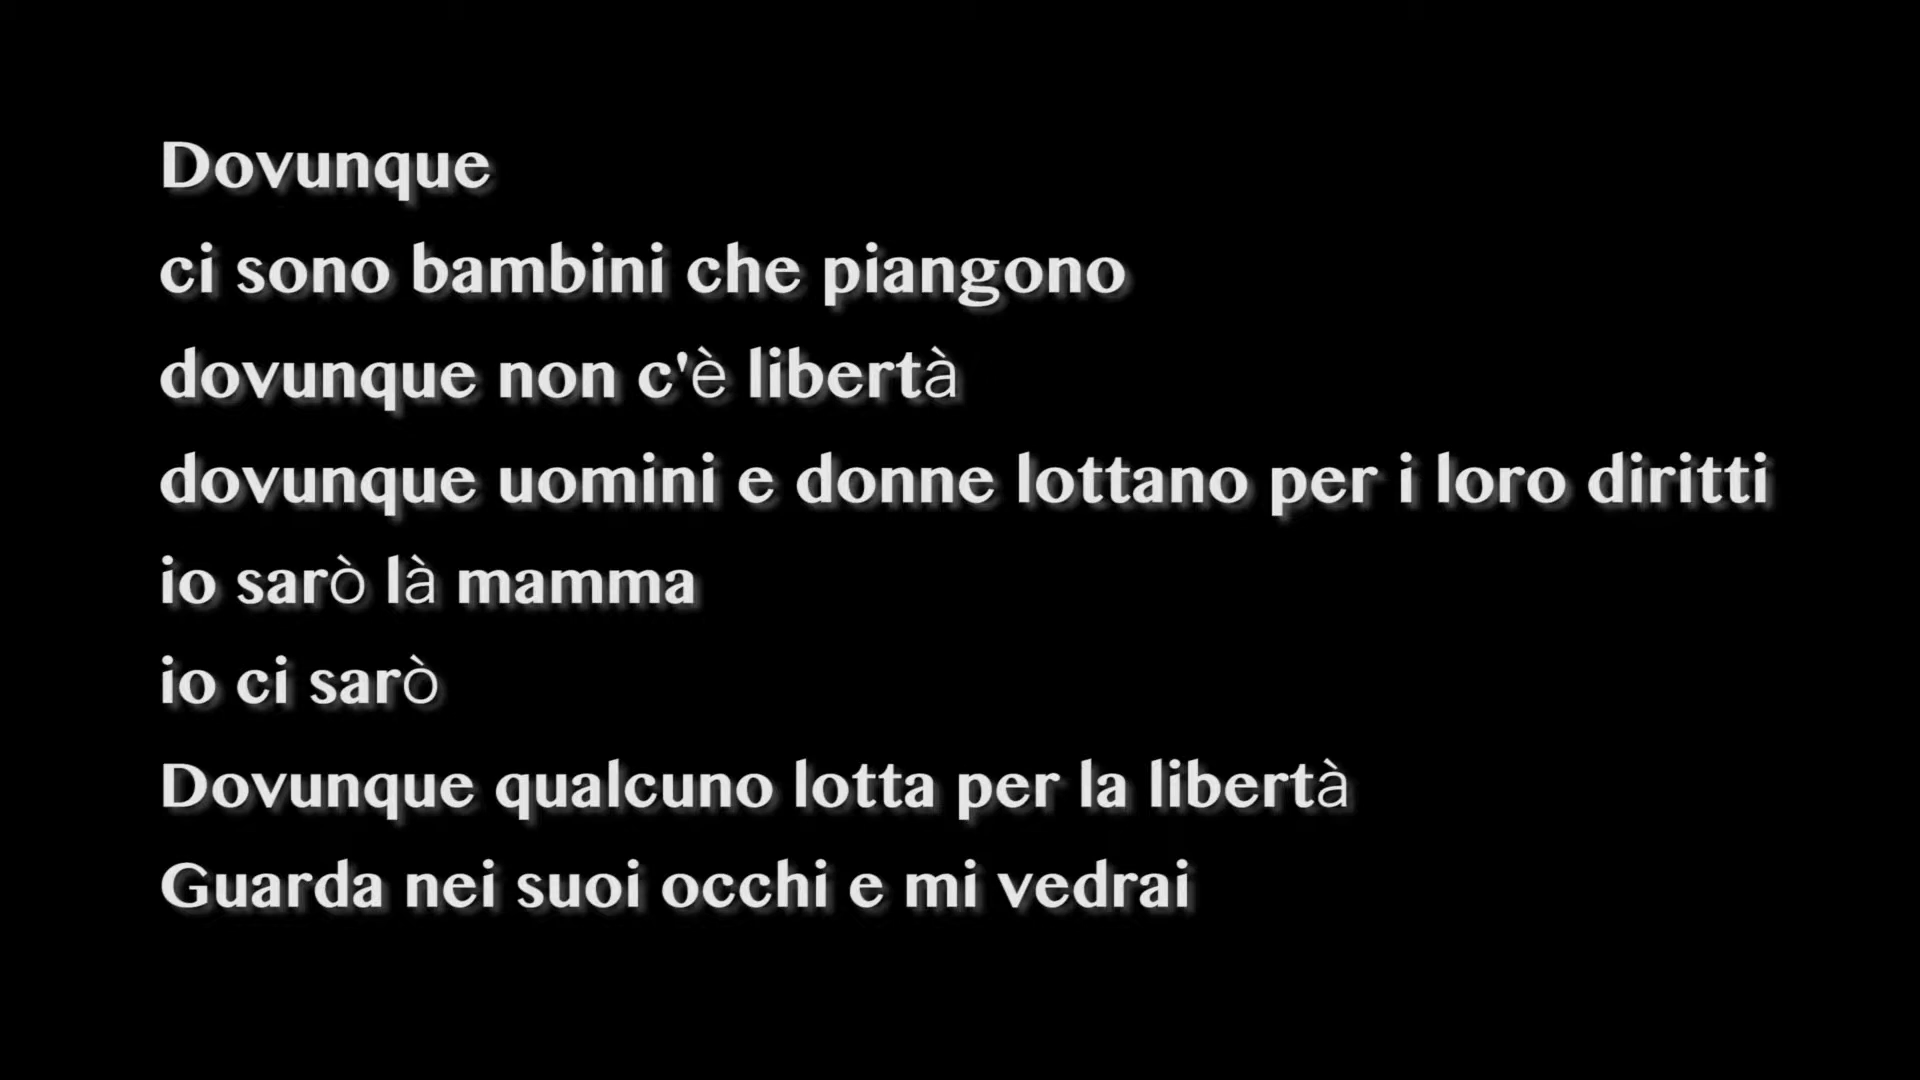 Dovunque
ci sono bambini che piangono
dovunque non c'è libertà
dovunque uomini e donne lottano per i loro diritti
io sarò là mamma
io ci sarò
Dovunque qualcuno lotta per la libertà
Guarda nei suoi occhi e mi vedrai